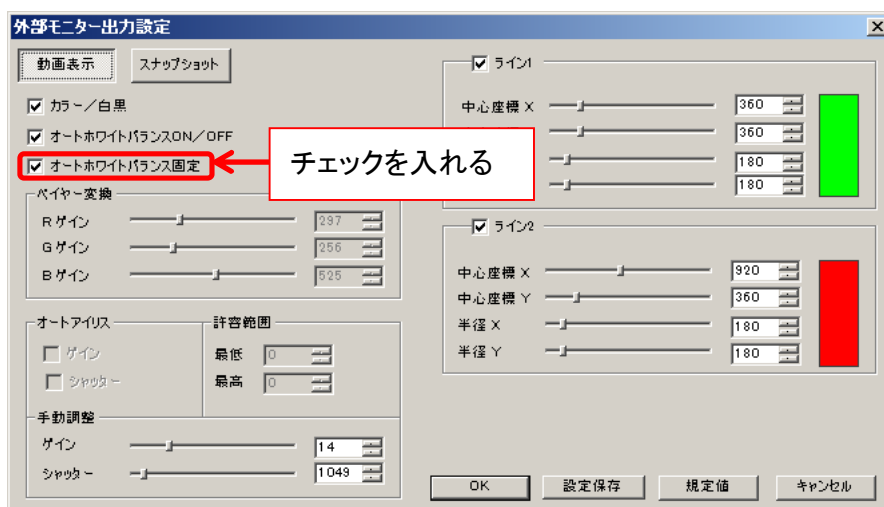 外部モニター出力設定
動画表示
スナップショット
カラー／白黒
オートホワイトバランスON／OFF
オートホワイトバランス固定
チェックを入れる
ベイヤー変換
Rゲイン
297
Gゲイン
256
Bゲイン
525
オートアイリス
ゲイン
シャッター
許容範囲
最低
0
最高
0
手動調整
ゲイン
14
シャッター
1049
ライン1
中心座標 X
360
360
180
180
ライン2
中心座標 X
920
中心座標 Y
360
半径 X
180
半径 Y
180
OK
設定保存
規定値
キャンセル